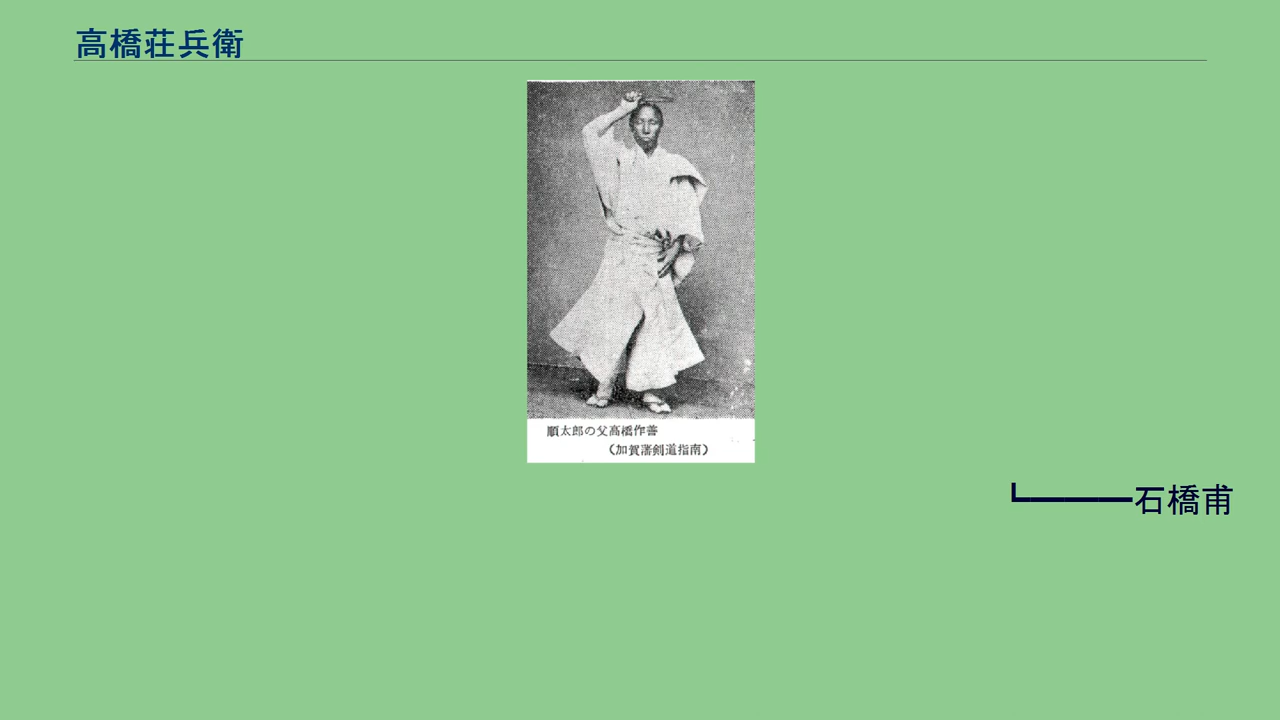 高橋荘兵衛
順太郎の父高橋作善
（加賀藩剣道指南）
┗━━━石橋甫